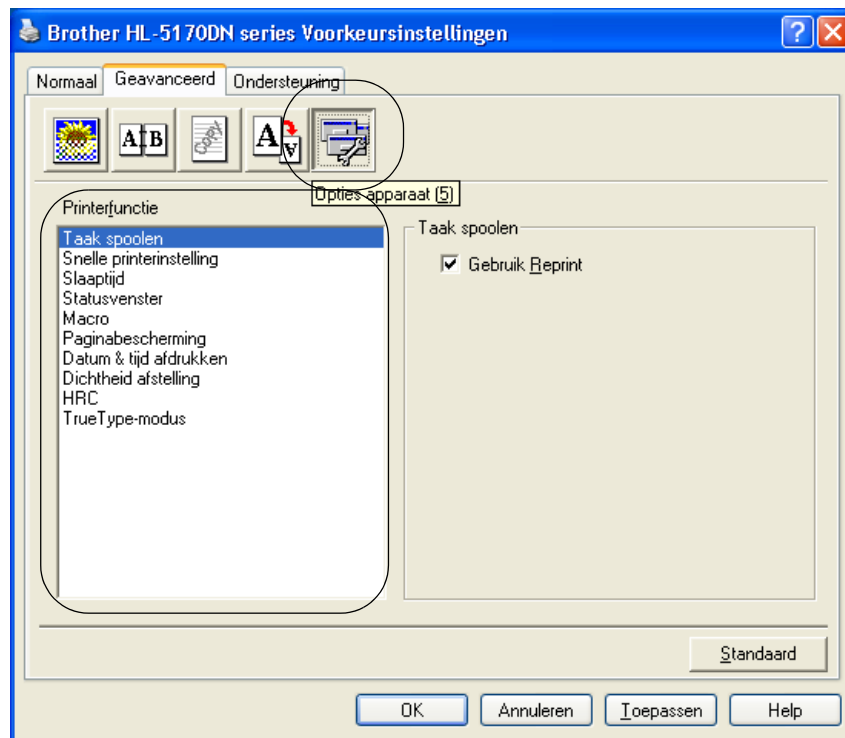 Brother HL-5170DN series Voorkeursinstellingen
Normaal Geavanceerd Ondersteuning
A B Copy A A
Opties apparaat (5)
Printerfunctie
Taak spoolen
Snelle printerinstelling
Slaaptijd
Statusvenster
Macro
Paginabescherming
Datum & tijd afdrukken
Dichtheid afstelling
HRC
TrueType-modus
Taak spoolen
Gebruik Reprint
Standaard
OK Annuleren Toepassen Help